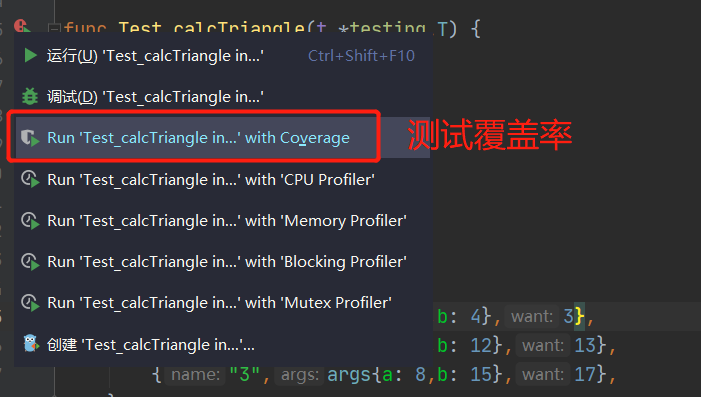 func Test_calcTriangle(t *testing.T) {
运行(U) 'Test_calcTriangle in...' Ctrl+Shift+F10
调试(D) 'Test_calcTriangle in...'
Run 'Test_calcTriangle in...' with Coverage 测试覆盖率
Run 'Test_calcTriangle in...' with 'CPU Profiler'
Run 'Test_calcTriangle in...' with 'Memory Profiler'
Run 'Test_calcTriangle in...' with 'Blocking Profiler'
Run 'Test_calcTriangle in...' with 'Mutex Profiler'
b: 4}, want: 3},
创建 'Test_calcTriangle in...'...
b: 12}, want: 13},
{name: "3", args: args{a: 8,b: 15}, want: 17},